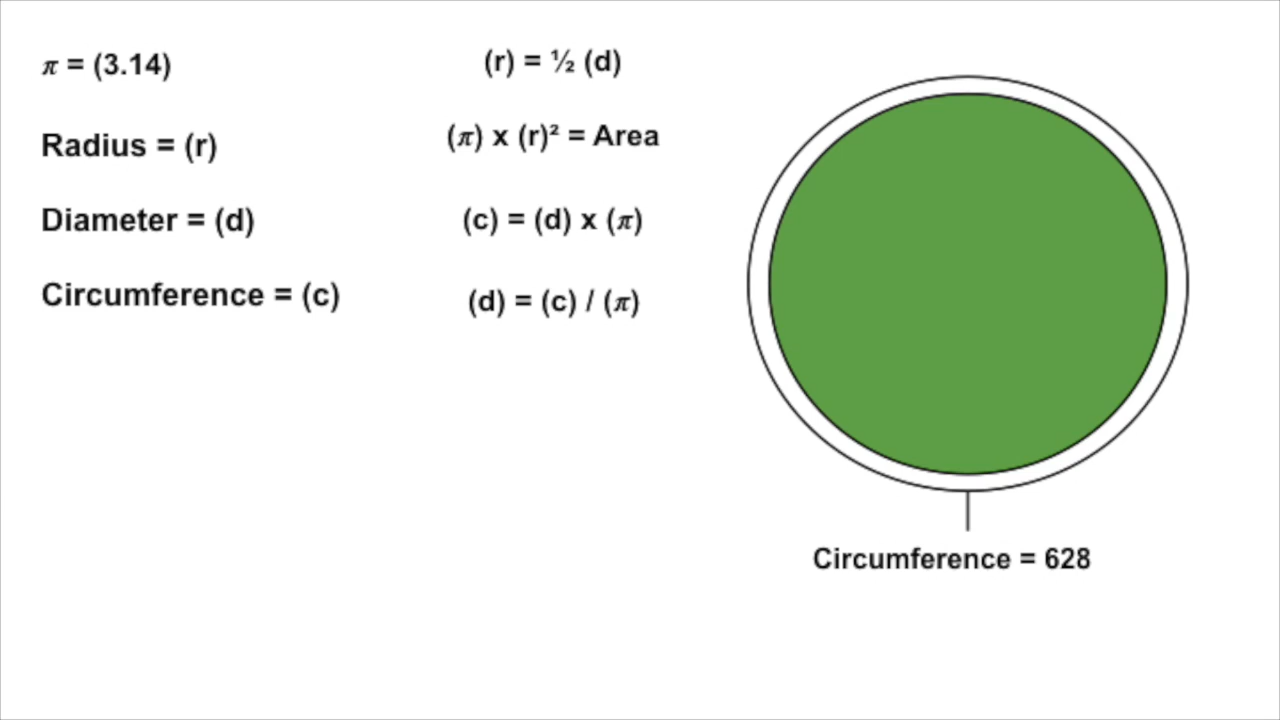 π = (3.14)
Radius = (r)
Diameter = (d)
Circumference = (c)
(r) = ½ (d)
(π) x (r)² = Area
(c) = (d) x (π)
(d) = (c) / (π)
Circumference = 628